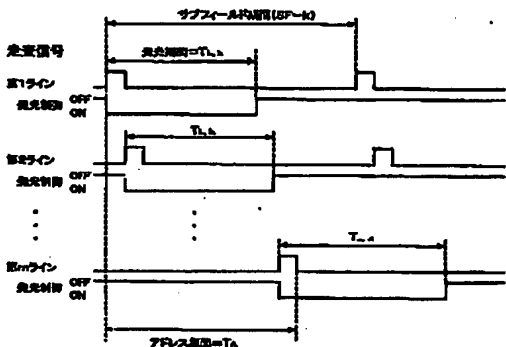 サブフィールド期間(SF-k)
走査信号
発光期間=T₁,ₖ
第1ライン
発光制御 OFF
ON
T₂,ₖ
第2ライン
発光制御 OFF
ON
第mライン
発光制御 OFF
ON
アドレス期間=Tₐ